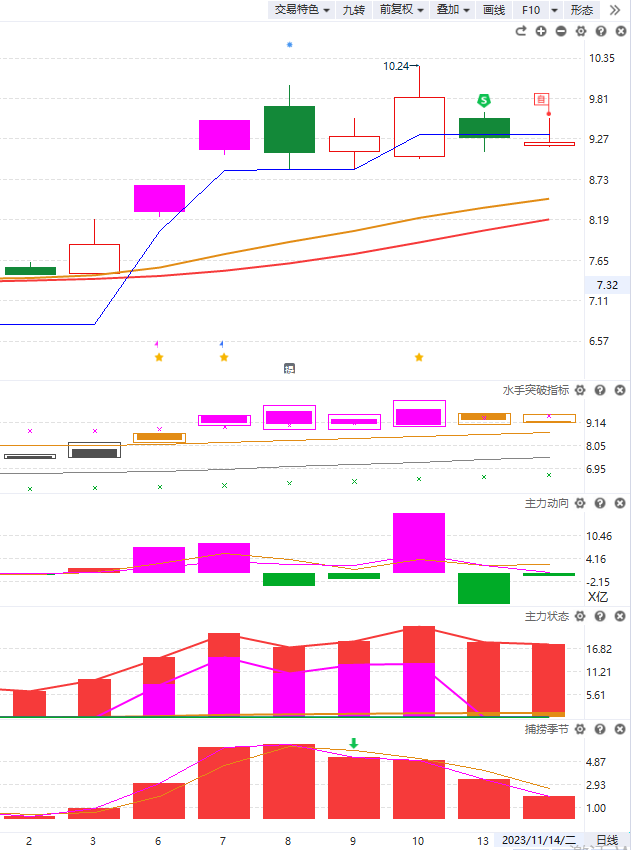 交易特色 九转 前复权 叠加 画线 F10 形态
10.35
10.24
9.81
S
自
9.27
8.73
8.19
7.65
7.32
7.11
6.57
水手突破指标
9.14
8.05
6.95
主力动向
10.46
4.16
-2.15
X亿
主力状态
16.82
11.21
5.61
捕捞季节
4.87
2.93
1.00
2 3 6 7 8 9 10 13 2023/11/14/二 日线